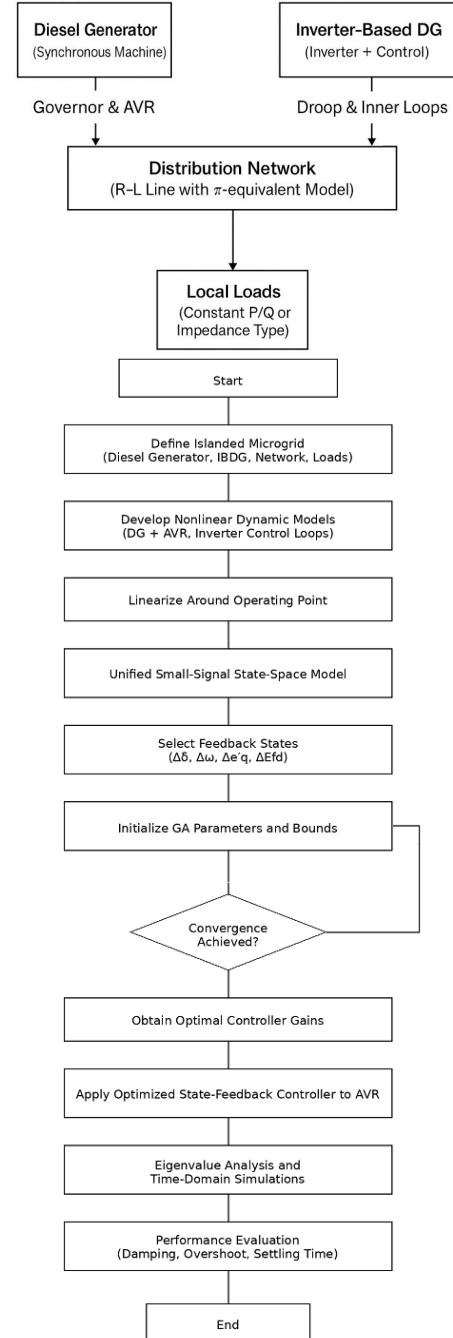 Diesel Generator
(Synchronous Machine)
Inverter-Based DG
(Inverter + Control)
Governor & AVR
Droop & Inner Loops
Distribution Network
(R–L Line with π-equivalent Model)
Local Loads
(Constant P/Q or
Impedance Type)
Start
Define Islanded Microgrid
(Diesel Generator, IBDG, Network, Loads)
Develop Nonlinear Dynamic Models
(DG + AVR, Inverter Control Loops)
Linearize Around Operating Point
Unified Small-Signal State-Space Model
Select Feedback States
(Δδ, Δω, Δe′q, ΔEfd)
Initialize GA Parameters and Bounds
Convergence
Achieved?
Obtain Optimal Controller Gains
Apply Optimized State-Feedback Controller to AVR
Eigenvalue Analysis and
Time-Domain Simulations
Performance Evaluation
(Damping, Overshoot, Settling Time)
End